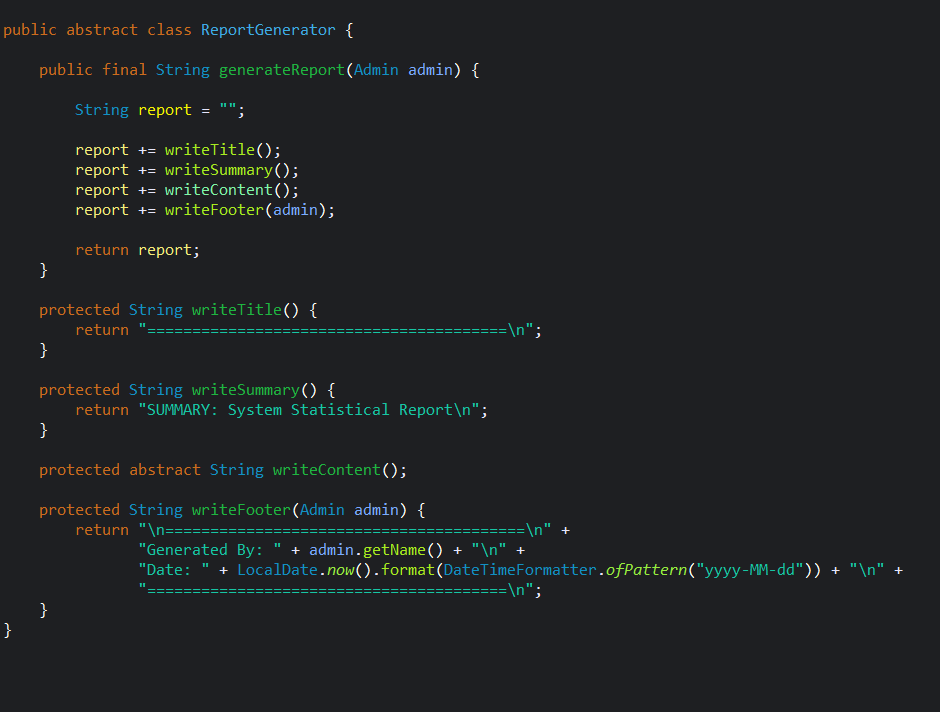 public abstract class ReportGenerator {
    public final String generateReport(Admin admin) {
        String report = "";
        report += writeTitle();
        report += writeSummary();
        report += writeContent();
        report += writeFooter(admin);
        return report;
    }
    protected String writeTitle() {
        return "========================================\n";
    }
    protected String writeSummary() {
        return "SUMMARY: System Statistical Report\n";
    }
    protected abstract String writeContent();
    protected String writeFooter(Admin admin) {
        return "\n========================================\n" +
               "Generated By: " + admin.getName() + "\n" +
               "Date: " + LocalDate.now().format(DateTimeFormatter.ofPattern("yyyy-MM-dd")) + "\n" +
               "========================================\n";
    }
}